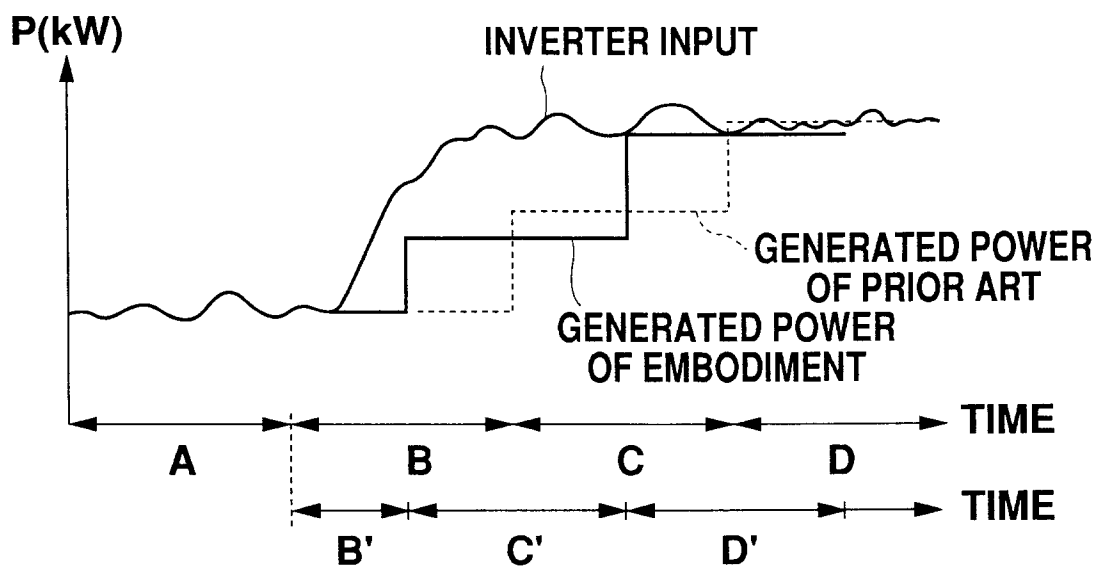 P(kW)
INVERTER INPUT
GENERATED POWER
OF PRIOR ART
GENERATED POWER
OF EMBODIMENT
TIME
A
B
C
D
TIME
B'
C'
D'